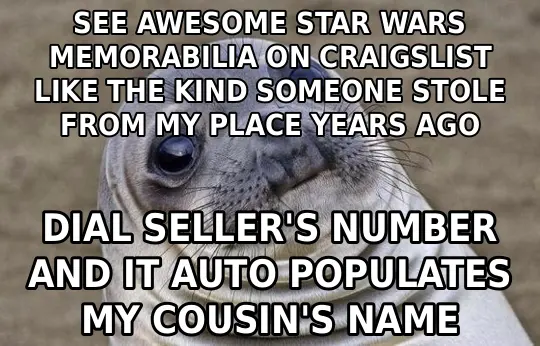 SEE AWESOME STAR WARS
MEMORABILIA ON CRAIGSLIST
LIKE THE KIND SOMEONE STOLE
FROM MY PLACE YEARS AGO
DIAL SELLER'S NUMBER
AND IT AUTO POPULATES
MY COUSIN'S NAME